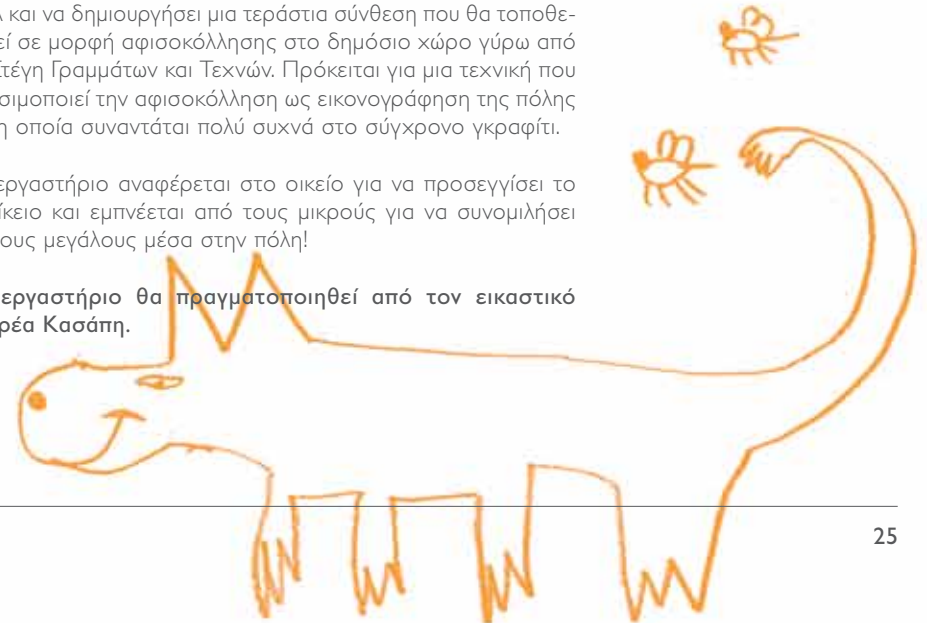 και να δημιουργήσει μια τεράστια σύνθεση που θα τοποθε-
εί σε μορφή αφισοκόλλησης στο δημόσιο χώρο γύρω από
τέγη Γραμμάτων και Τεχνών. Πρόκειται για μια τεχνική που
σιμοποιεί την αφισοκόλληση ως εικονογράφηση της πόλης
η οποία συναντάται πολύ συχνά στο σύγχρονο γκραφίτι.
εργαστήριο αναφέρεται στο οικείο για να προσεγγίσει το
ίκειο και εμπνέεται από τους μικρούς για να συνομιλήσει
ους μεγάλους μέσα στην πόλη!
εργαστήριο θα πραγματοποιηθεί από τον εικαστικό
ρέα Κασάπη.
25